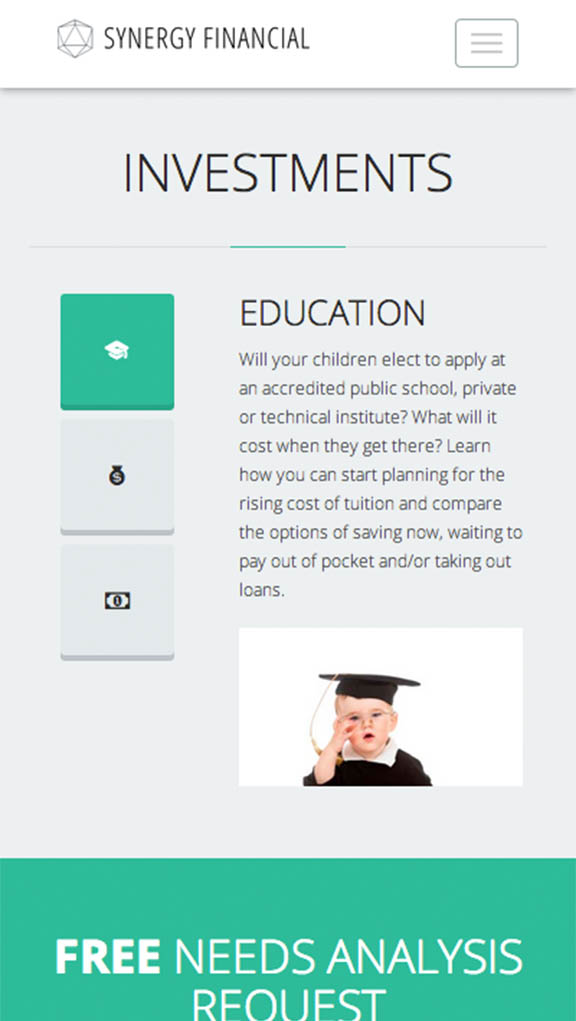 SYNERGY FINANCIAL
INVESTMENTS
EDUCATION
Will your children elect to apply at
an accredited public school, private
or technical institute? What will it
cost when they get there? Learn
how you can start planning for the
rising cost of tuition and compare
the options of saving now, waiting to
pay out of pocket and/or taking out
loans.
FREE NEEDS ANALYSIS
REQUEST